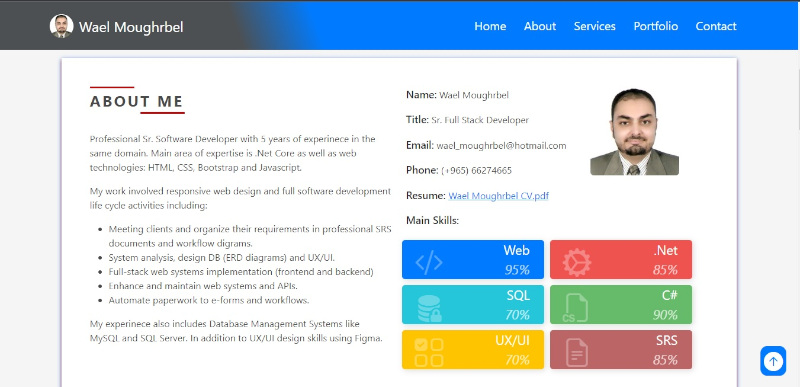 Wael Moughrbel
Home About Services Portfolio Contact
ABOUT ME
Professional Sr. Software Developer with 5 years of experinece in the
same domain. Main area of expertise is .Net Core as well as web
technologies: HTML, CSS, Bootstrap and Javascript.
My work involved responsive web design and full software development
life cycle activities including:
Meeting clients and organize their requirements in professional SRS
documents and workflow digrams.
System analysis, design DB (ERD diagrams) and UX/UI.
Full-stack web systems implementation (frontend and backend)
Enhance and maintain web systems and APIs.
Automate paperwork to e-forms and workflows.
My experinece also includes Database Management Systems like
MySQL and SQL Server. In addition to UX/UI design skills using Figma.
Name: Wael Moughrbel
Title: Sr. Full Stack Developer
Email: wael_moughrbel@hotmail.com
Phone: (+965) 66274665
Resume: Wael Moughrbel CV.pdf
Main Skills:
Web
95%
.Net
85%
SQL
70%
C#
90%
CS
UX/UI
70%
SRS
85%